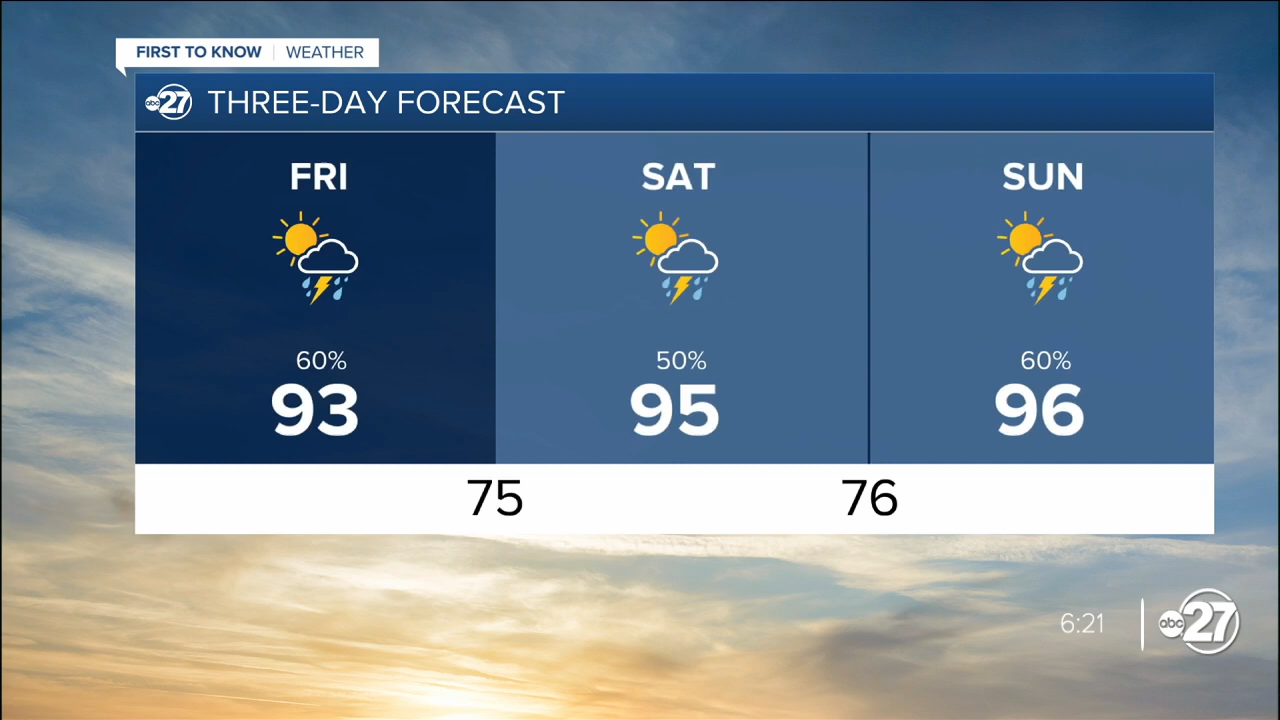 FIRST TO KNOW | WEATHER
abc 27 THREE-DAY FORECAST
FRI SAT SUN
60% 50% 60%
93 95 96
75 76
6:21 | abc 27